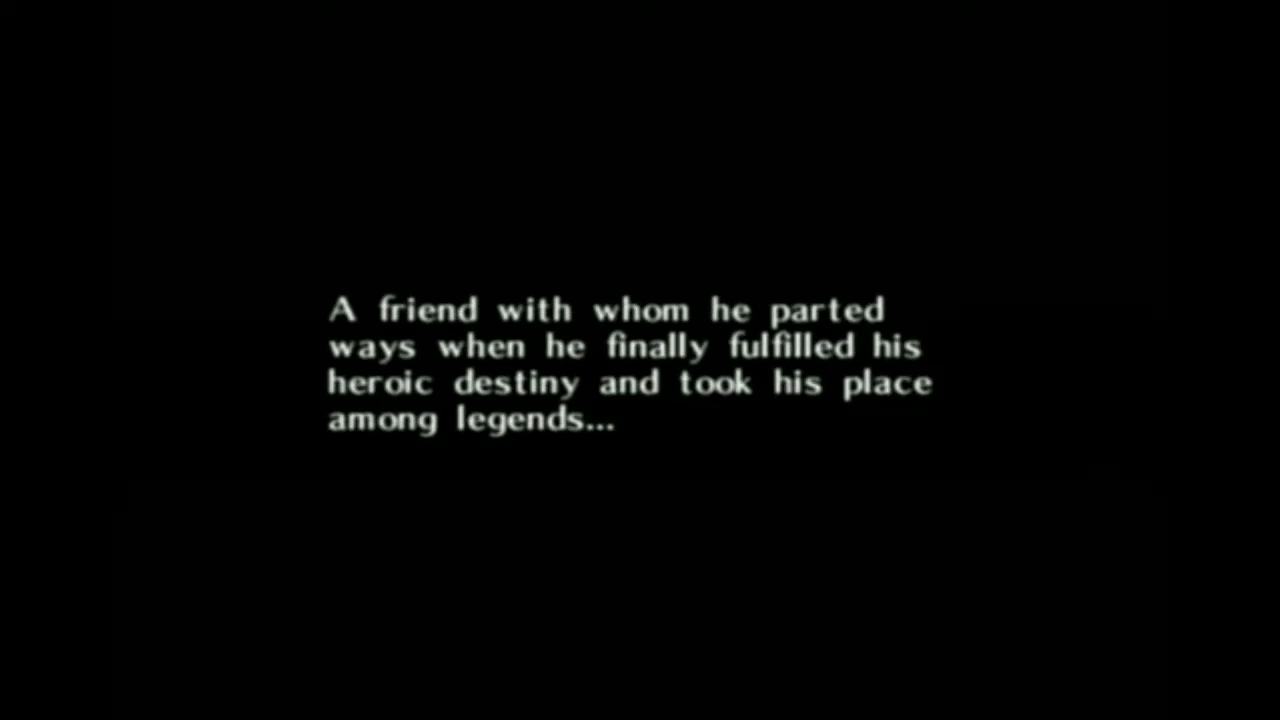 A friend with whom he parted
ways when he finally fulfilled his
heroic destiny and took his place
among legends...